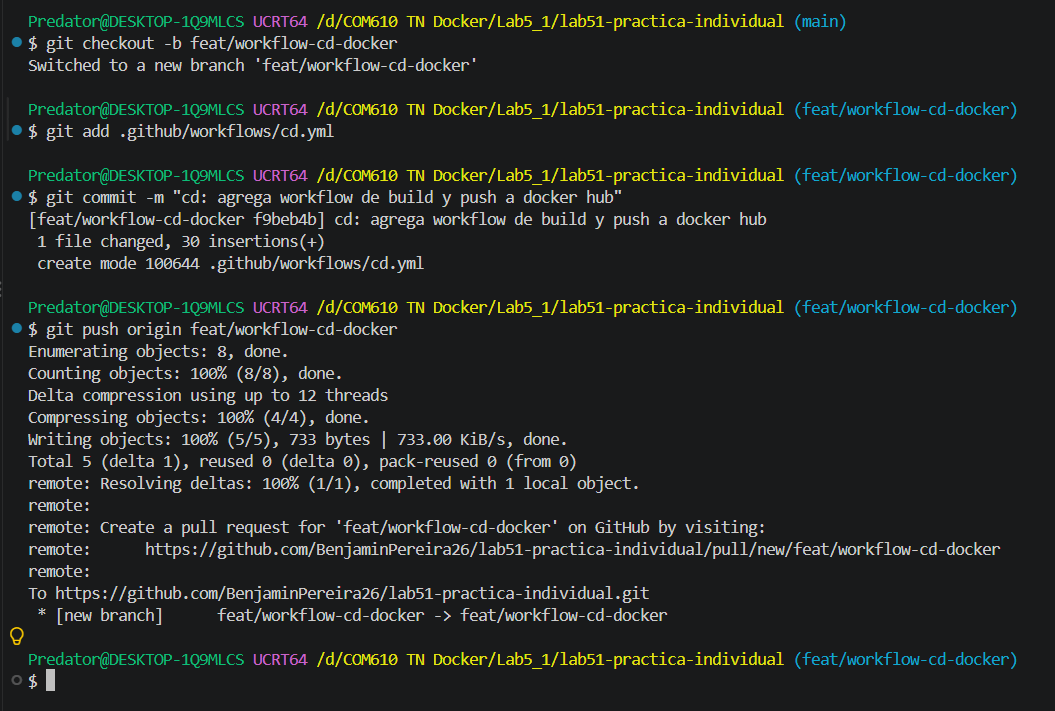 Predator@DESKTOP-1Q9MLCS UCRT64 /d/COM610 TN Docker/Lab5_1/lab51-practica-individual (main)
$ git checkout -b feat/workflow-cd-docker
Switched to a new branch 'feat/workflow-cd-docker'
Predator@DESKTOP-1Q9MLCS UCRT64 /d/COM610 TN Docker/Lab5_1/lab51-practica-individual (feat/workflow-cd-docker)
$ git add .github/workflows/cd.yml
Predator@DESKTOP-1Q9MLCS UCRT64 /d/COM610 TN Docker/Lab5_1/lab51-practica-individual (feat/workflow-cd-docker)
$ git commit -m "cd: agrega workflow de build y push a docker hub"
[feat/workflow-cd-docker f9beb4b] cd: agrega workflow de build y push a docker hub
 1 file changed, 30 insertions(+)
 create mode 100644 .github/workflows/cd.yml
Predator@DESKTOP-1Q9MLCS UCRT64 /d/COM610 TN Docker/Lab5_1/lab51-practica-individual (feat/workflow-cd-docker)
$ git push origin feat/workflow-cd-docker
Enumerating objects: 8, done.
Counting objects: 100% (8/8), done.
Delta compression using up to 12 threads
Compressing objects: 100% (4/4), done.
Writing objects: 100% (5/5), 733 bytes | 733.00 KiB/s, done.
Total 5 (delta 1), reused 0 (delta 0), pack-reused 0 (from 0)
remote: Resolving deltas: 100% (1/1), completed with 1 local object.
remote:
remote: Create a pull request for 'feat/workflow-cd-docker' on GitHub by visiting:
remote:      https://github.com/BenjaminPereira26/lab51-practica-individual/pull/new/feat/workflow-cd-docker
remote:
To https://github.com/BenjaminPereira26/lab51-practica-individual.git
 * [new branch]      feat/workflow-cd-docker -> feat/workflow-cd-docker
Predator@DESKTOP-1Q9MLCS UCRT64 /d/COM610 TN Docker/Lab5_1/lab51-practica-individual (feat/workflow-cd-docker)
$